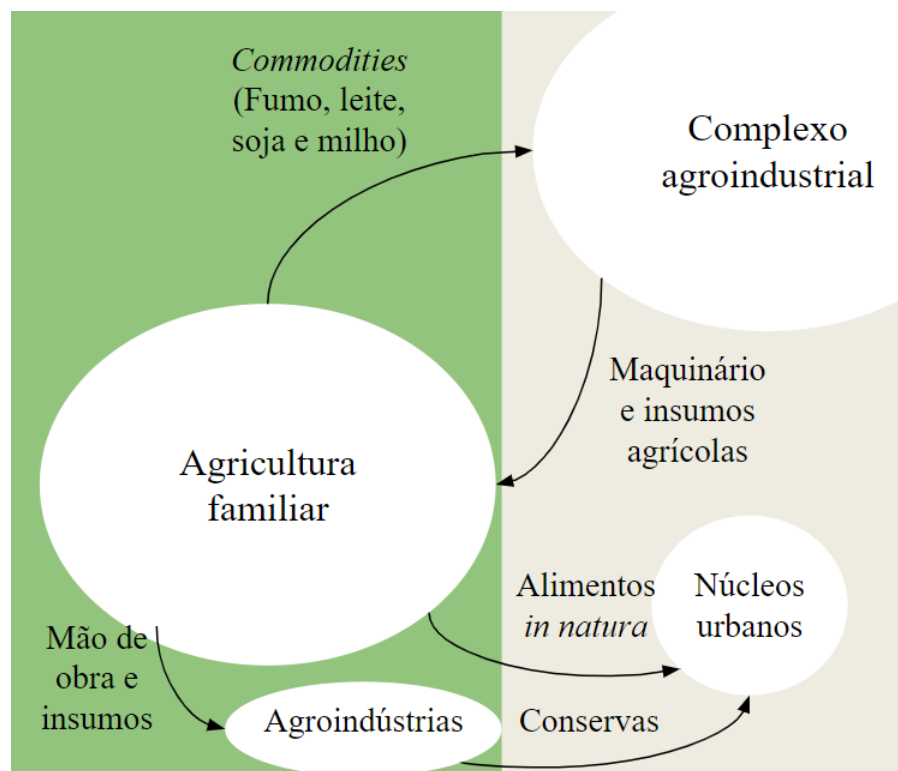 Commodities
(Fumo, leite,
soja e milho)
Complexo
agroindustrial
Maquinário
e insumos
agrícolas
Agricultura
familiar
Alimentos
in natura
Núcleos
urbanos
Mão de
obra e
insumos
Agroindústrias
Conservas